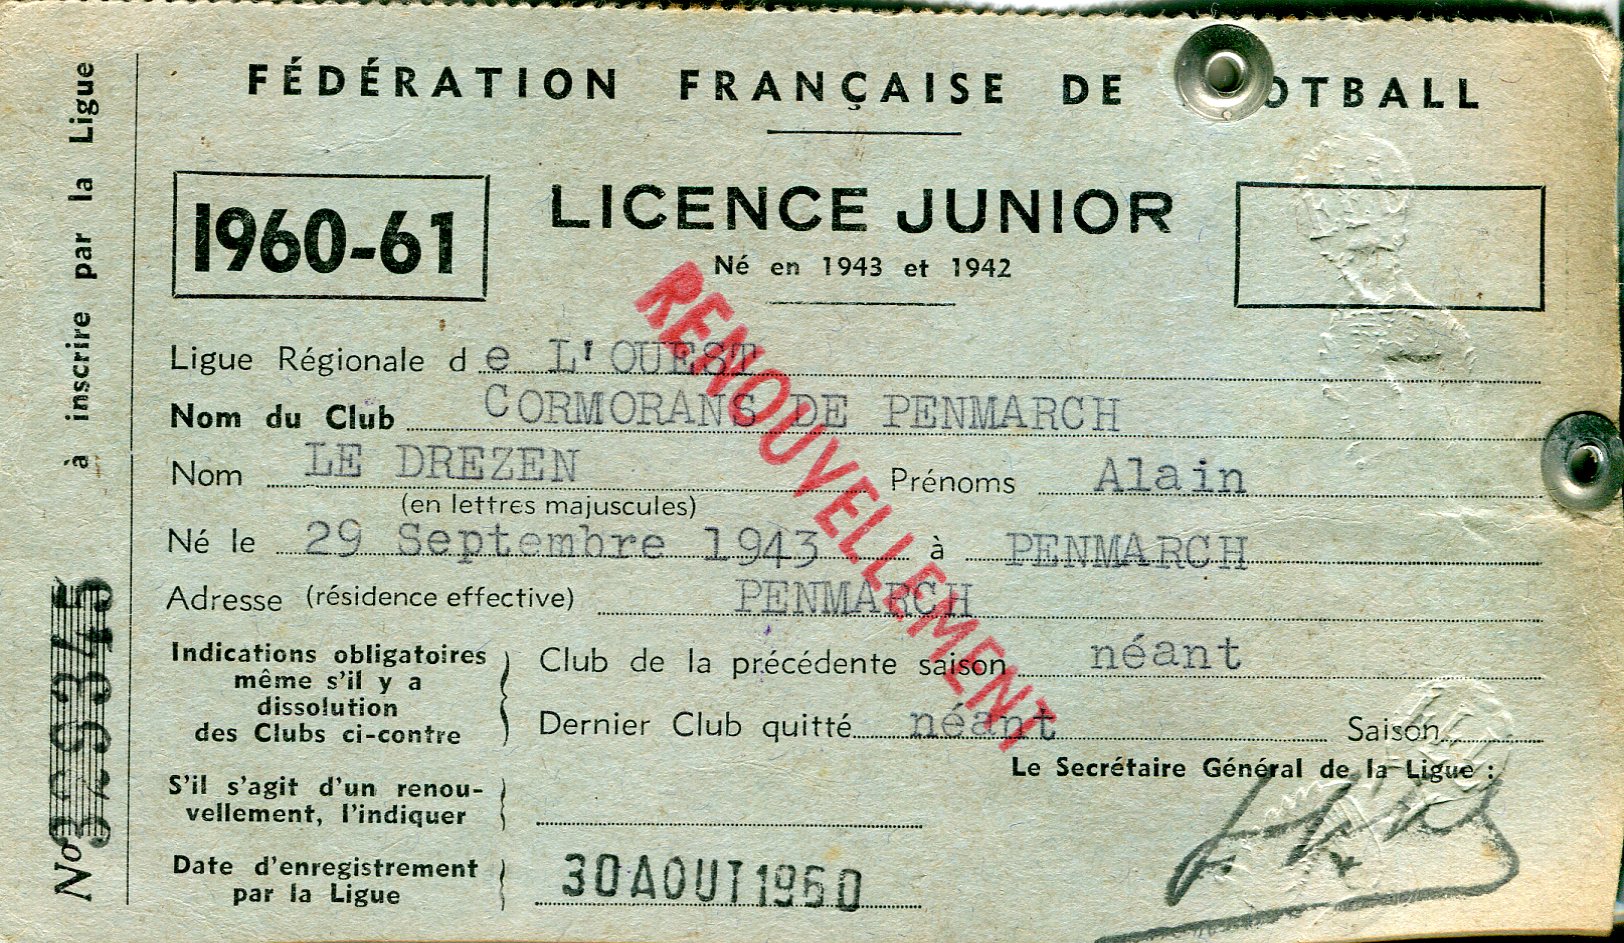 FÉDÉRATION FRANÇAISE DE OTBALL
1960-61
LICENCE JUNIOR
Né en 1943 et 1942
RENOUVELLEMENT
Ligue Régionale de L'OUEST
Nom du Club CORMORANS DE PENMARCH
Nom LE DREZEN Prénoms Alain
(en lettres majuscules)
Né le 29 Septembre 1943 à PENMARCH
Adresse (résidence effective) PENMARCH
Indications obligatoires
même s'il y a
dissolution
des Clubs ci-contre
Club de la précédente saison néant
Dernier Club quitté néant Saison
Le Secrétaire Général de la Ligue :
S'il s'agit d'un renou-
vellement, l'indiquer
Date d'enregistrement
par la Ligue
30 AOUT 1960
No
à inscrire par la Ligue